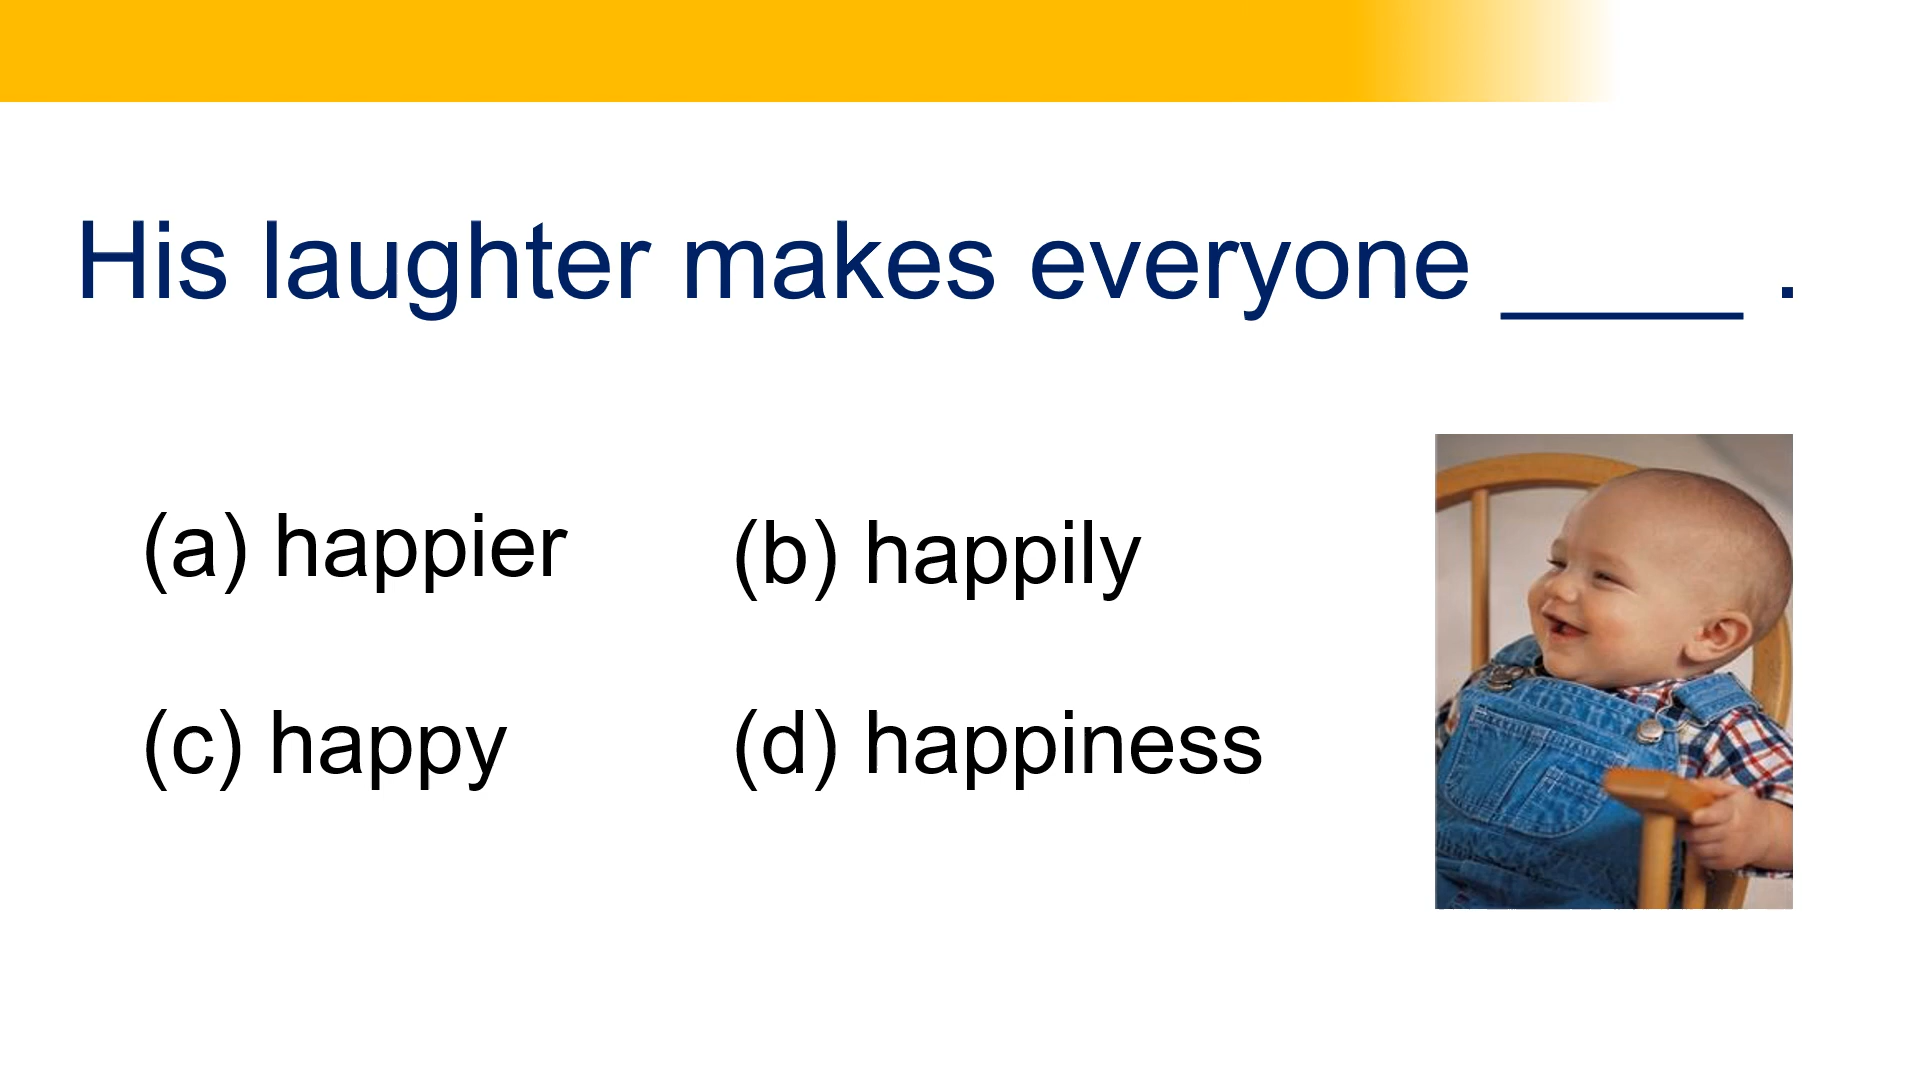 His laughter makes everyone _____ .
(a) happier (b) happily
(c) happy (d) happiness